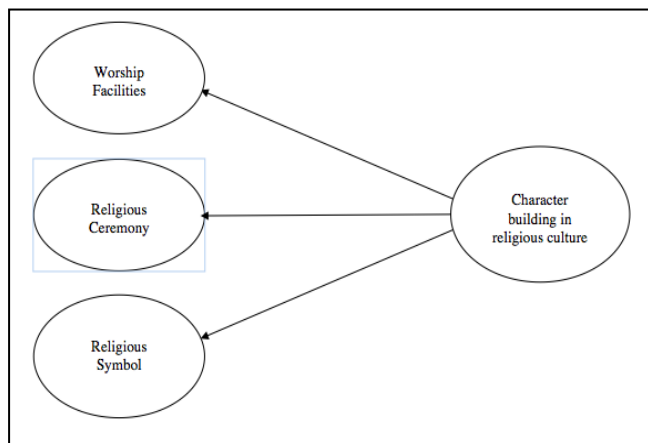 Worship
Facilities
Religious
Ceremony
Character
building in
religious culture
Religious
Symbol